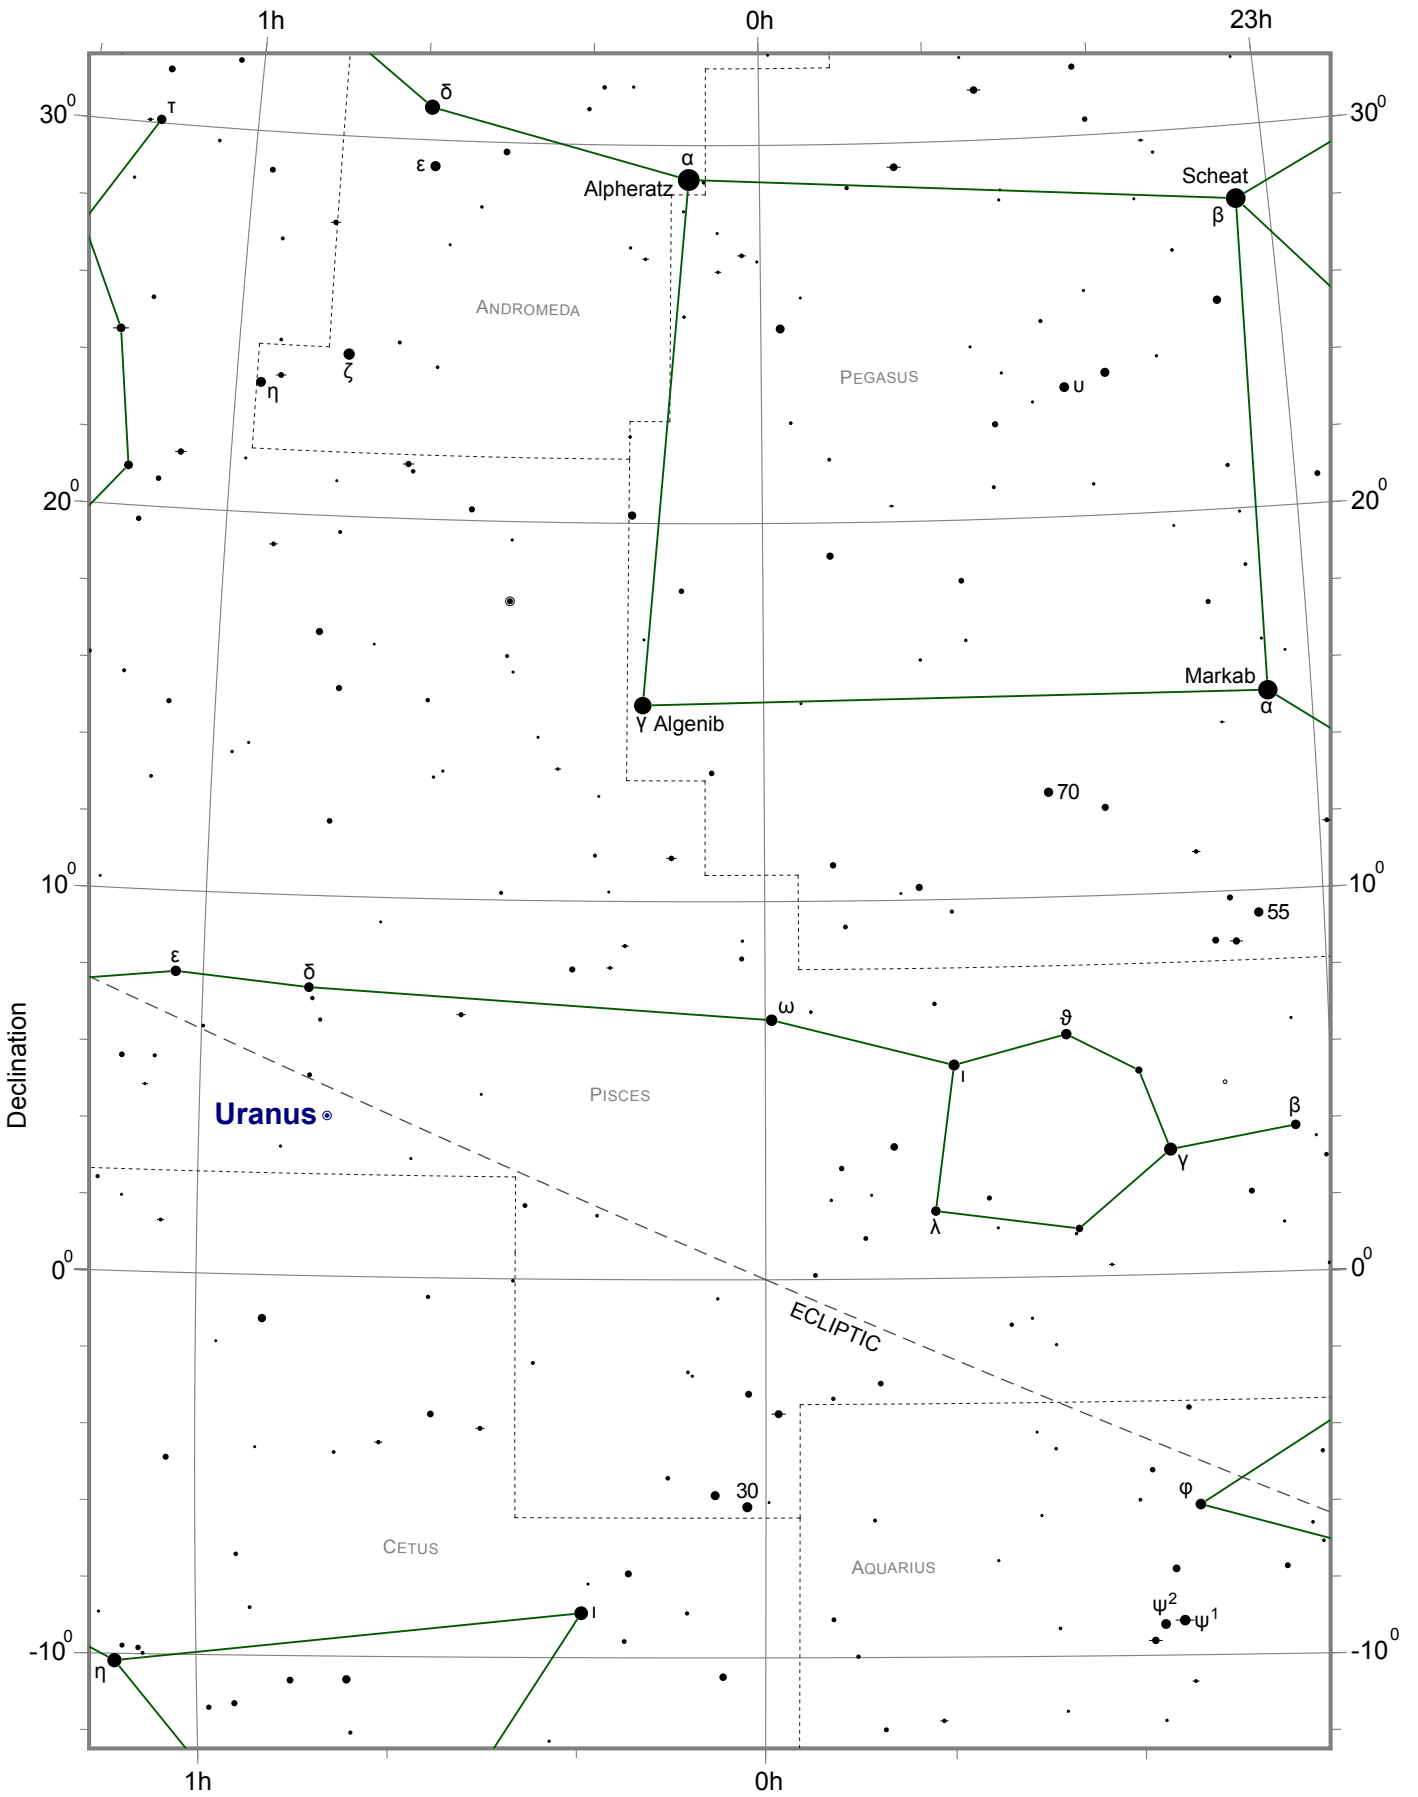 1h 0h 23h
30⁰ 30⁰
δ
τ
α
ε
Alpheratz
Scheat
β
ANDROMEDA
PEGASUS
ζ
η
υ
20⁰ 20⁰
Markab
α
γ Algenib
70
10⁰ 10⁰
55
ε
δ
ω
ϑ
ι
Declination
PISCES
Uranus
β
γ
λ
0⁰ 0⁰
ECLIPTIC
30
φ
CETUS
AQUARIUS
ψ²
ψ¹
ι
-10⁰ -10⁰
η
1h 0h